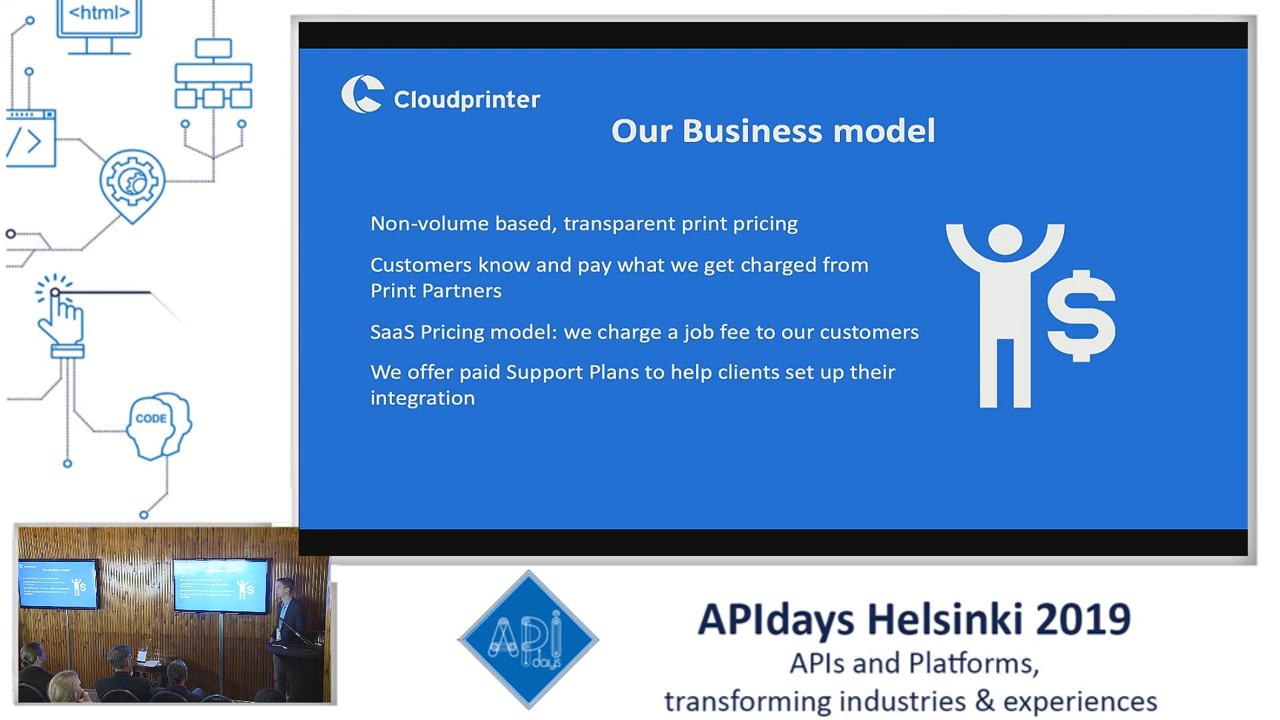 <html>
</>
CODE
Cloudprinter
Our Business model
Non-volume based, transparent print pricing
Customers know and pay what we get charged from
Print Partners
SaaS Pricing model: we charge a job fee to our customers
We offer paid Support Plans to help clients set up their
integration
API
days
APIdays Helsinki 2019
APIs and Platforms,
transforming industries & experiences